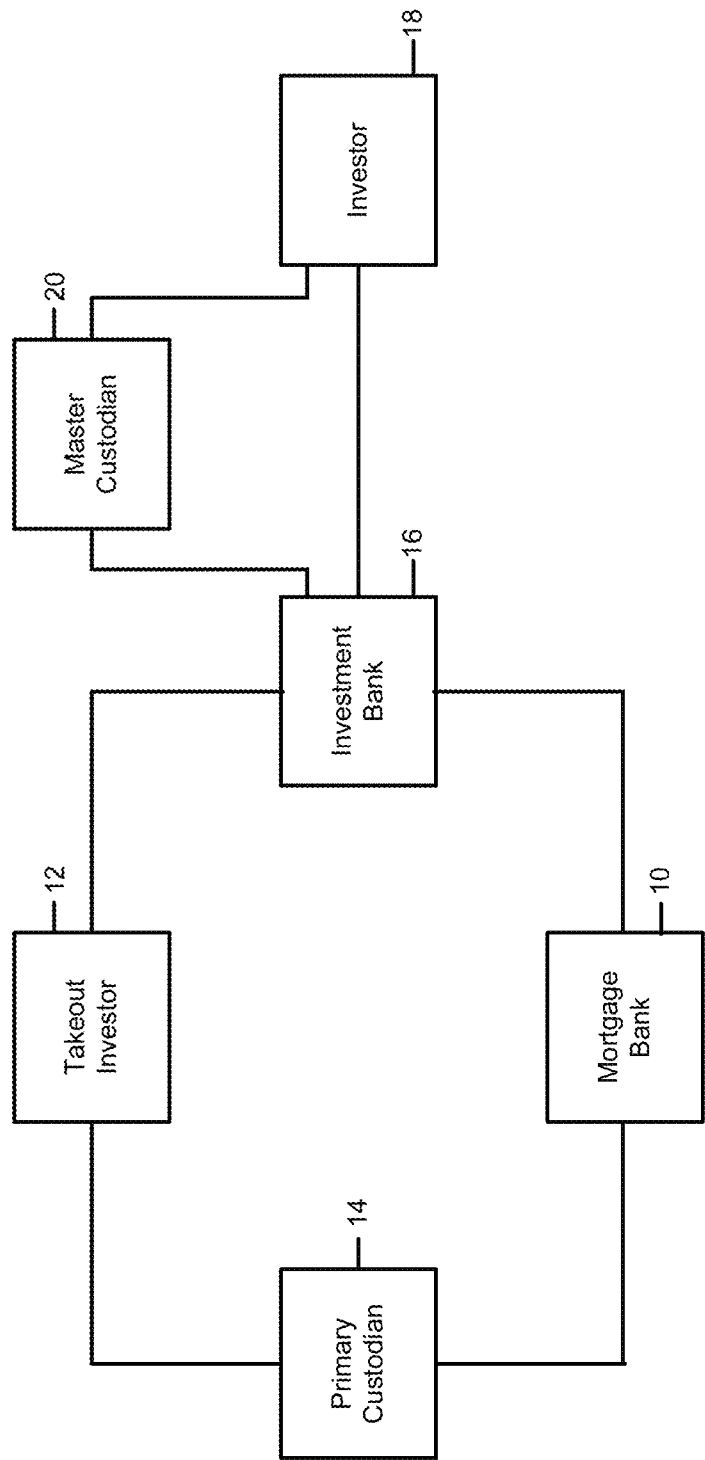 Takeout
Investor
12
Master
Custodian
20
Primary
Custodian
14
Investment
Bank
16
Investor
18
Mortgage
Bank
10